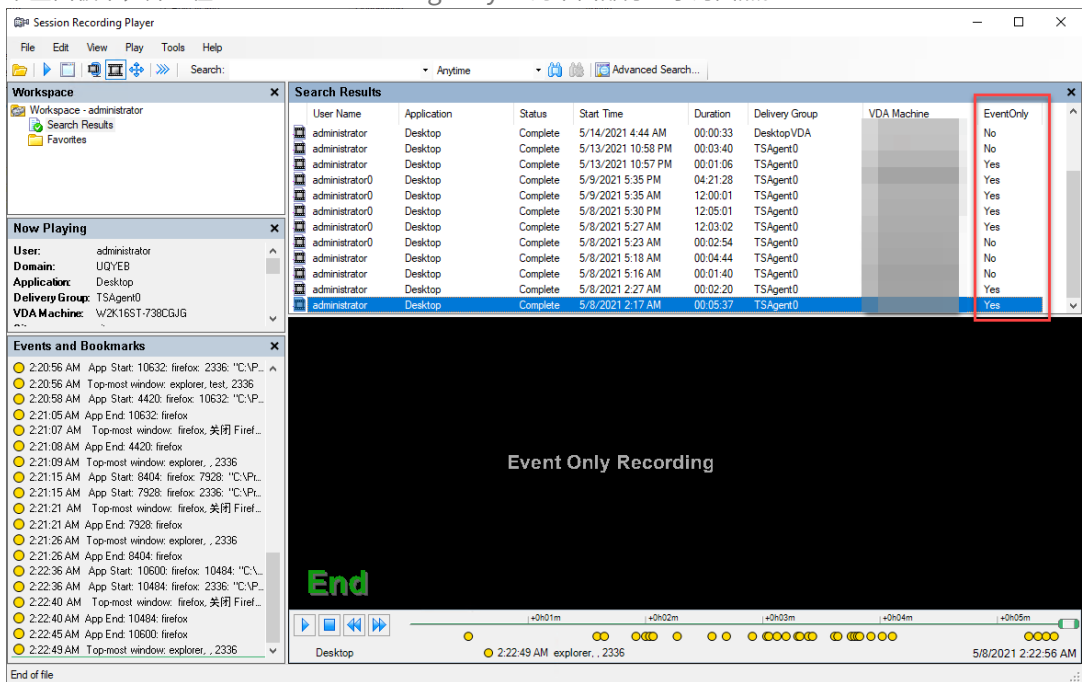 Session Recording Player
File Edit View Play Tools Help
Search: Anytime Advanced Search...
Workspace
Workspace - administrator
Search Results
Favorites
Now Playing
User: administrator
Domain: UQYEB
Application: Desktop
Delivery Group: TSAgent0
VDA Machine: W2K16ST-738CGJG
Events and Bookmarks
2:20:56 AM App Start: 10632: firefox: 2336: "C:\P...
2:20:56 AM Top-most window: explorer, test, 2336
2:20:58 AM App Start: 4420: firefox: 10632: "C:\P...
2:21:05 AM App End: 10632: firefox
2:21:07 AM Top-most window: firefox, 关闭 Firef...
2:21:08 AM App End: 4420: firefox
2:21:09 AM Top-most window: explorer, , 2336
2:21:15 AM App Start: 8404: firefox: 7928: "C:\Pr...
2:21:15 AM App Start: 7928: firefox: 2336: "C:\Pr...
2:21:21 AM Top-most window: firefox, 关闭 Firef...
2:21:21 AM App End: 7928: firefox
2:21:26 AM Top-most window: explorer, , 2336
2:21:26 AM App End: 8404: firefox
2:22:36 AM App Start: 10600: firefox: 10484: "C:\...
2:22:36 AM App Start: 10484: firefox: 2336: "C:\P...
2:22:40 AM Top-most window: firefox, 关闭 Firef...
2:22:40 AM App End: 10484: firefox
2:22:45 AM App End: 10600: firefox
2:22:49 AM Top-most window: explorer, , 2336
Search Results
User Name Application Status Start Time Duration Delivery Group VDA Machine EventOnly
administrator Desktop Complete 5/14/2021 4:44 AM 00:00:33 DesktopVDA No
administrator Desktop Complete 5/13/2021 10:58 PM 00:03:40 TSAgent0 No
administrator Desktop Complete 5/13/2021 10:57 PM 00:01:06 TSAgent0 Yes
administrator0 Desktop Complete 5/9/2021 5:35 PM 04:21:28 TSAgent0 Yes
administrator0 Desktop Complete 5/9/2021 5:35 AM 12:00:01 TSAgent0 Yes
administrator0 Desktop Complete 5/8/2021 5:30 PM 12:05:01 TSAgent0 Yes
administrator0 Desktop Complete 5/8/2021 5:27 AM 12:03:02 TSAgent0 Yes
administrator0 Desktop Complete 5/8/2021 5:23 AM 00:02:54 TSAgent0 No
administrator Desktop Complete 5/8/2021 5:18 AM 00:04:44 TSAgent0 No
administrator Desktop Complete 5/8/2021 5:16 AM 00:01:40 TSAgent0 No
administrator Desktop Complete 5/8/2021 2:27 AM 00:02:20 TSAgent0 Yes
administrator Desktop Complete 5/8/2021 2:17 AM 00:05:37 TSAgent0 Yes
Event Only Recording
End
+0h01m +0h02m +0h03m +0h04m +0h05m
Desktop 2:22:49 AM explorer, , 2336 5/8/2021 2:22:56 AM
End of file